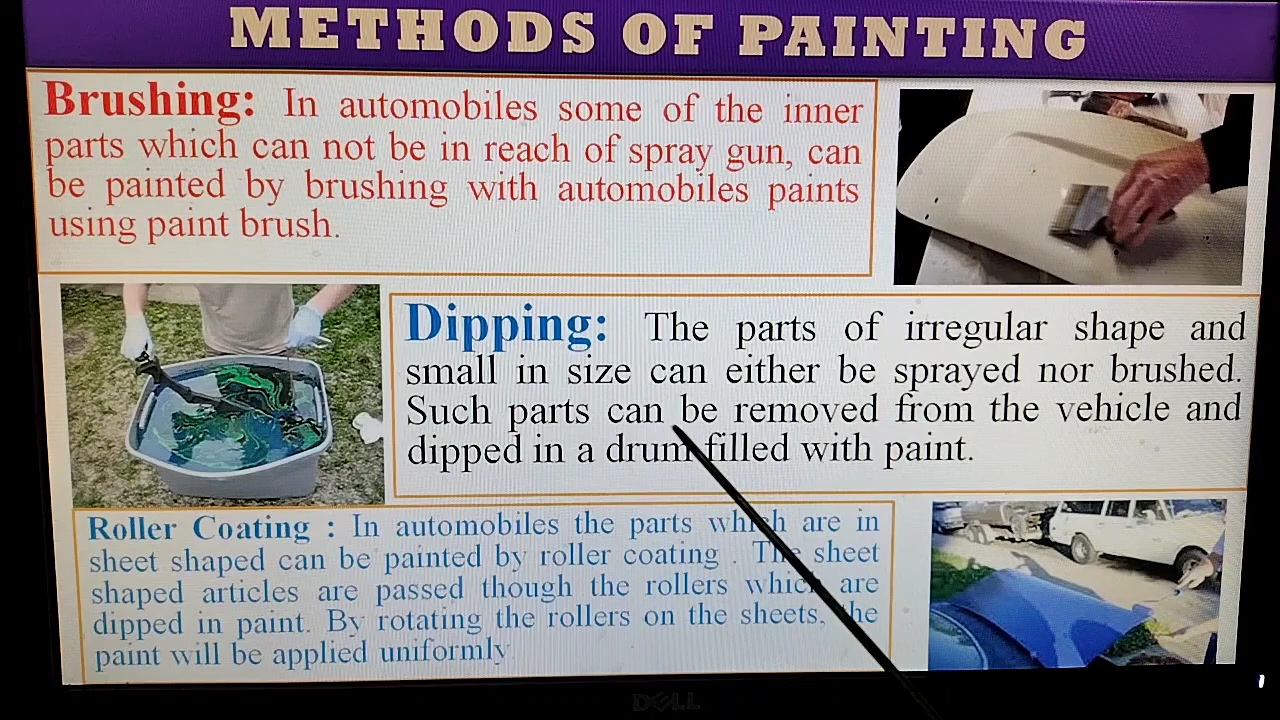 METHODS OF PAINTING
Brushing: In automobiles some of the inner
parts which can not be in reach of spray gun, can
be painted by brushing with automobiles paints
using paint brush.
Dipping: The parts of irregular shape and
small in size can either be sprayed nor brushed.
Such parts can be removed from the vehicle and
dipped in a drum filled with paint.
Roller Coating : In automobiles the parts which are in
sheet shaped can be painted by roller coating . The sheet
shaped articles are passed though the rollers which are
dipped in paint. By rotating the rollers on the sheets, the
paint will be applied uniformly
DELL